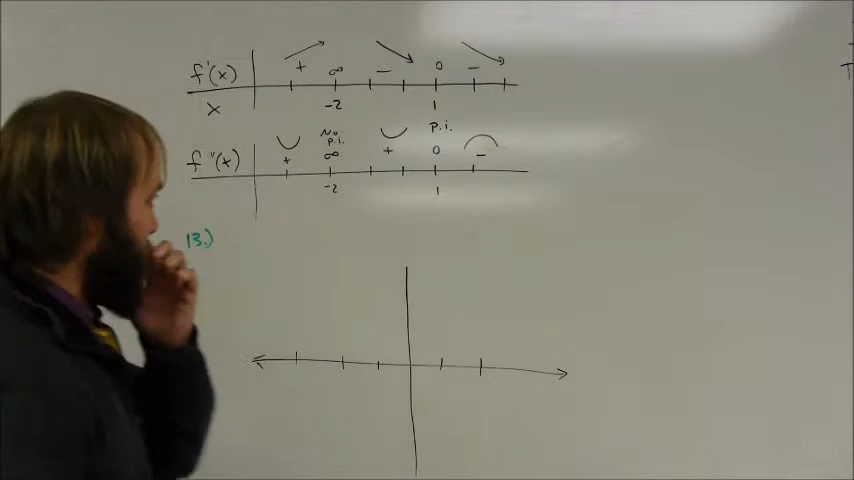 f'(x) + ∞ − 0 −
x -2 1
No p.i. p.i.
f''(x) + ∞ + 0 −
-2 1
13.)